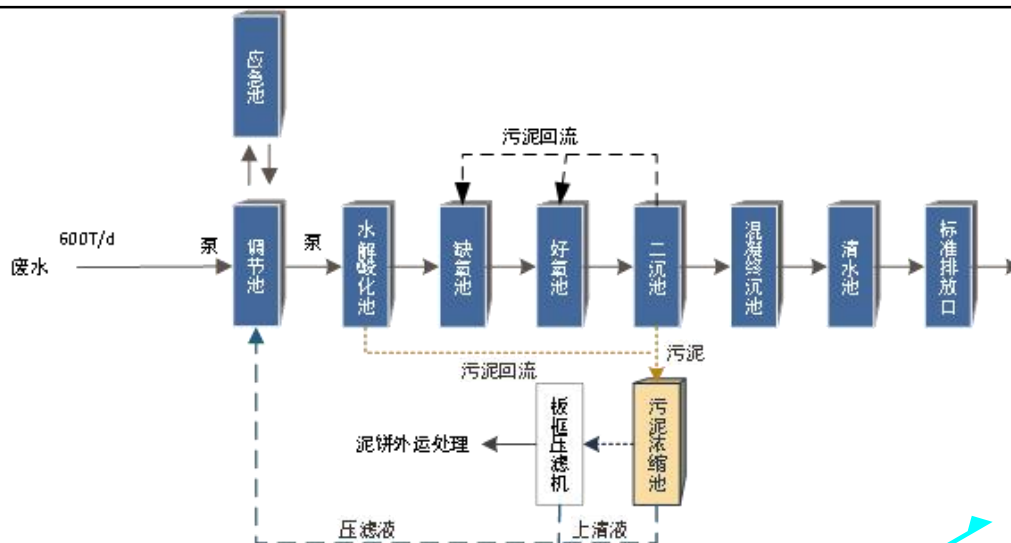 应急池
污泥回流
600T/d
废水
泵
调节池
泵
水解酸化池
缺氧池
好氧池
二沉池
混凝终沉池
清水池
标准排放口
污泥
污泥回流
泥饼外运处理
板框压滤机
污泥浓缩池
压滤液
上清液